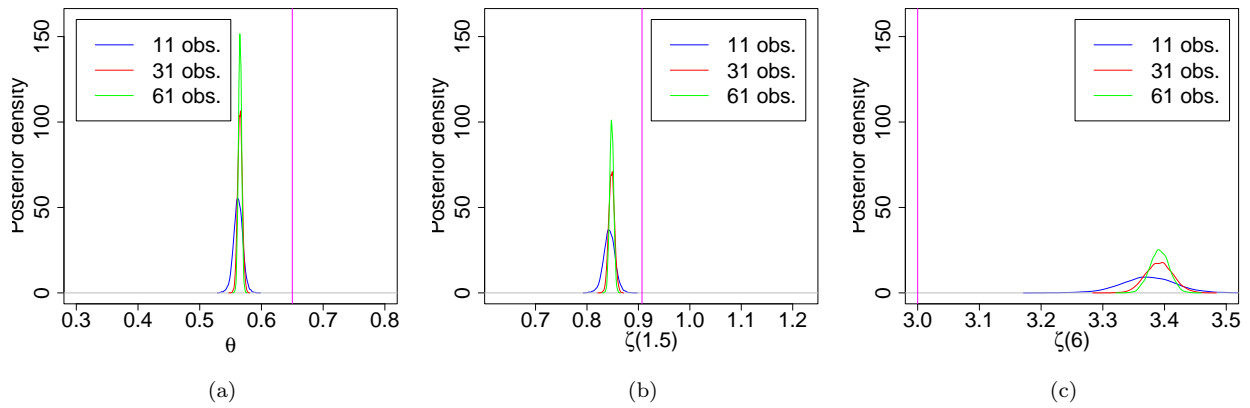 Posterior density
150
100
50
0
11 obs.
31 obs.
61 obs.
0.3 0.4 0.5 0.6 0.7 0.8
θ
(a)
Posterior density
150
100
50
0
11 obs.
31 obs.
61 obs.
0.7 0.8 0.9 1.0 1.1 1.2
ζ(1.5)
(b)
Posterior density
150
100
50
0
11 obs.
31 obs.
61 obs.
3.0 3.1 3.2 3.3 3.4 3.5
ζ(6)
(c)